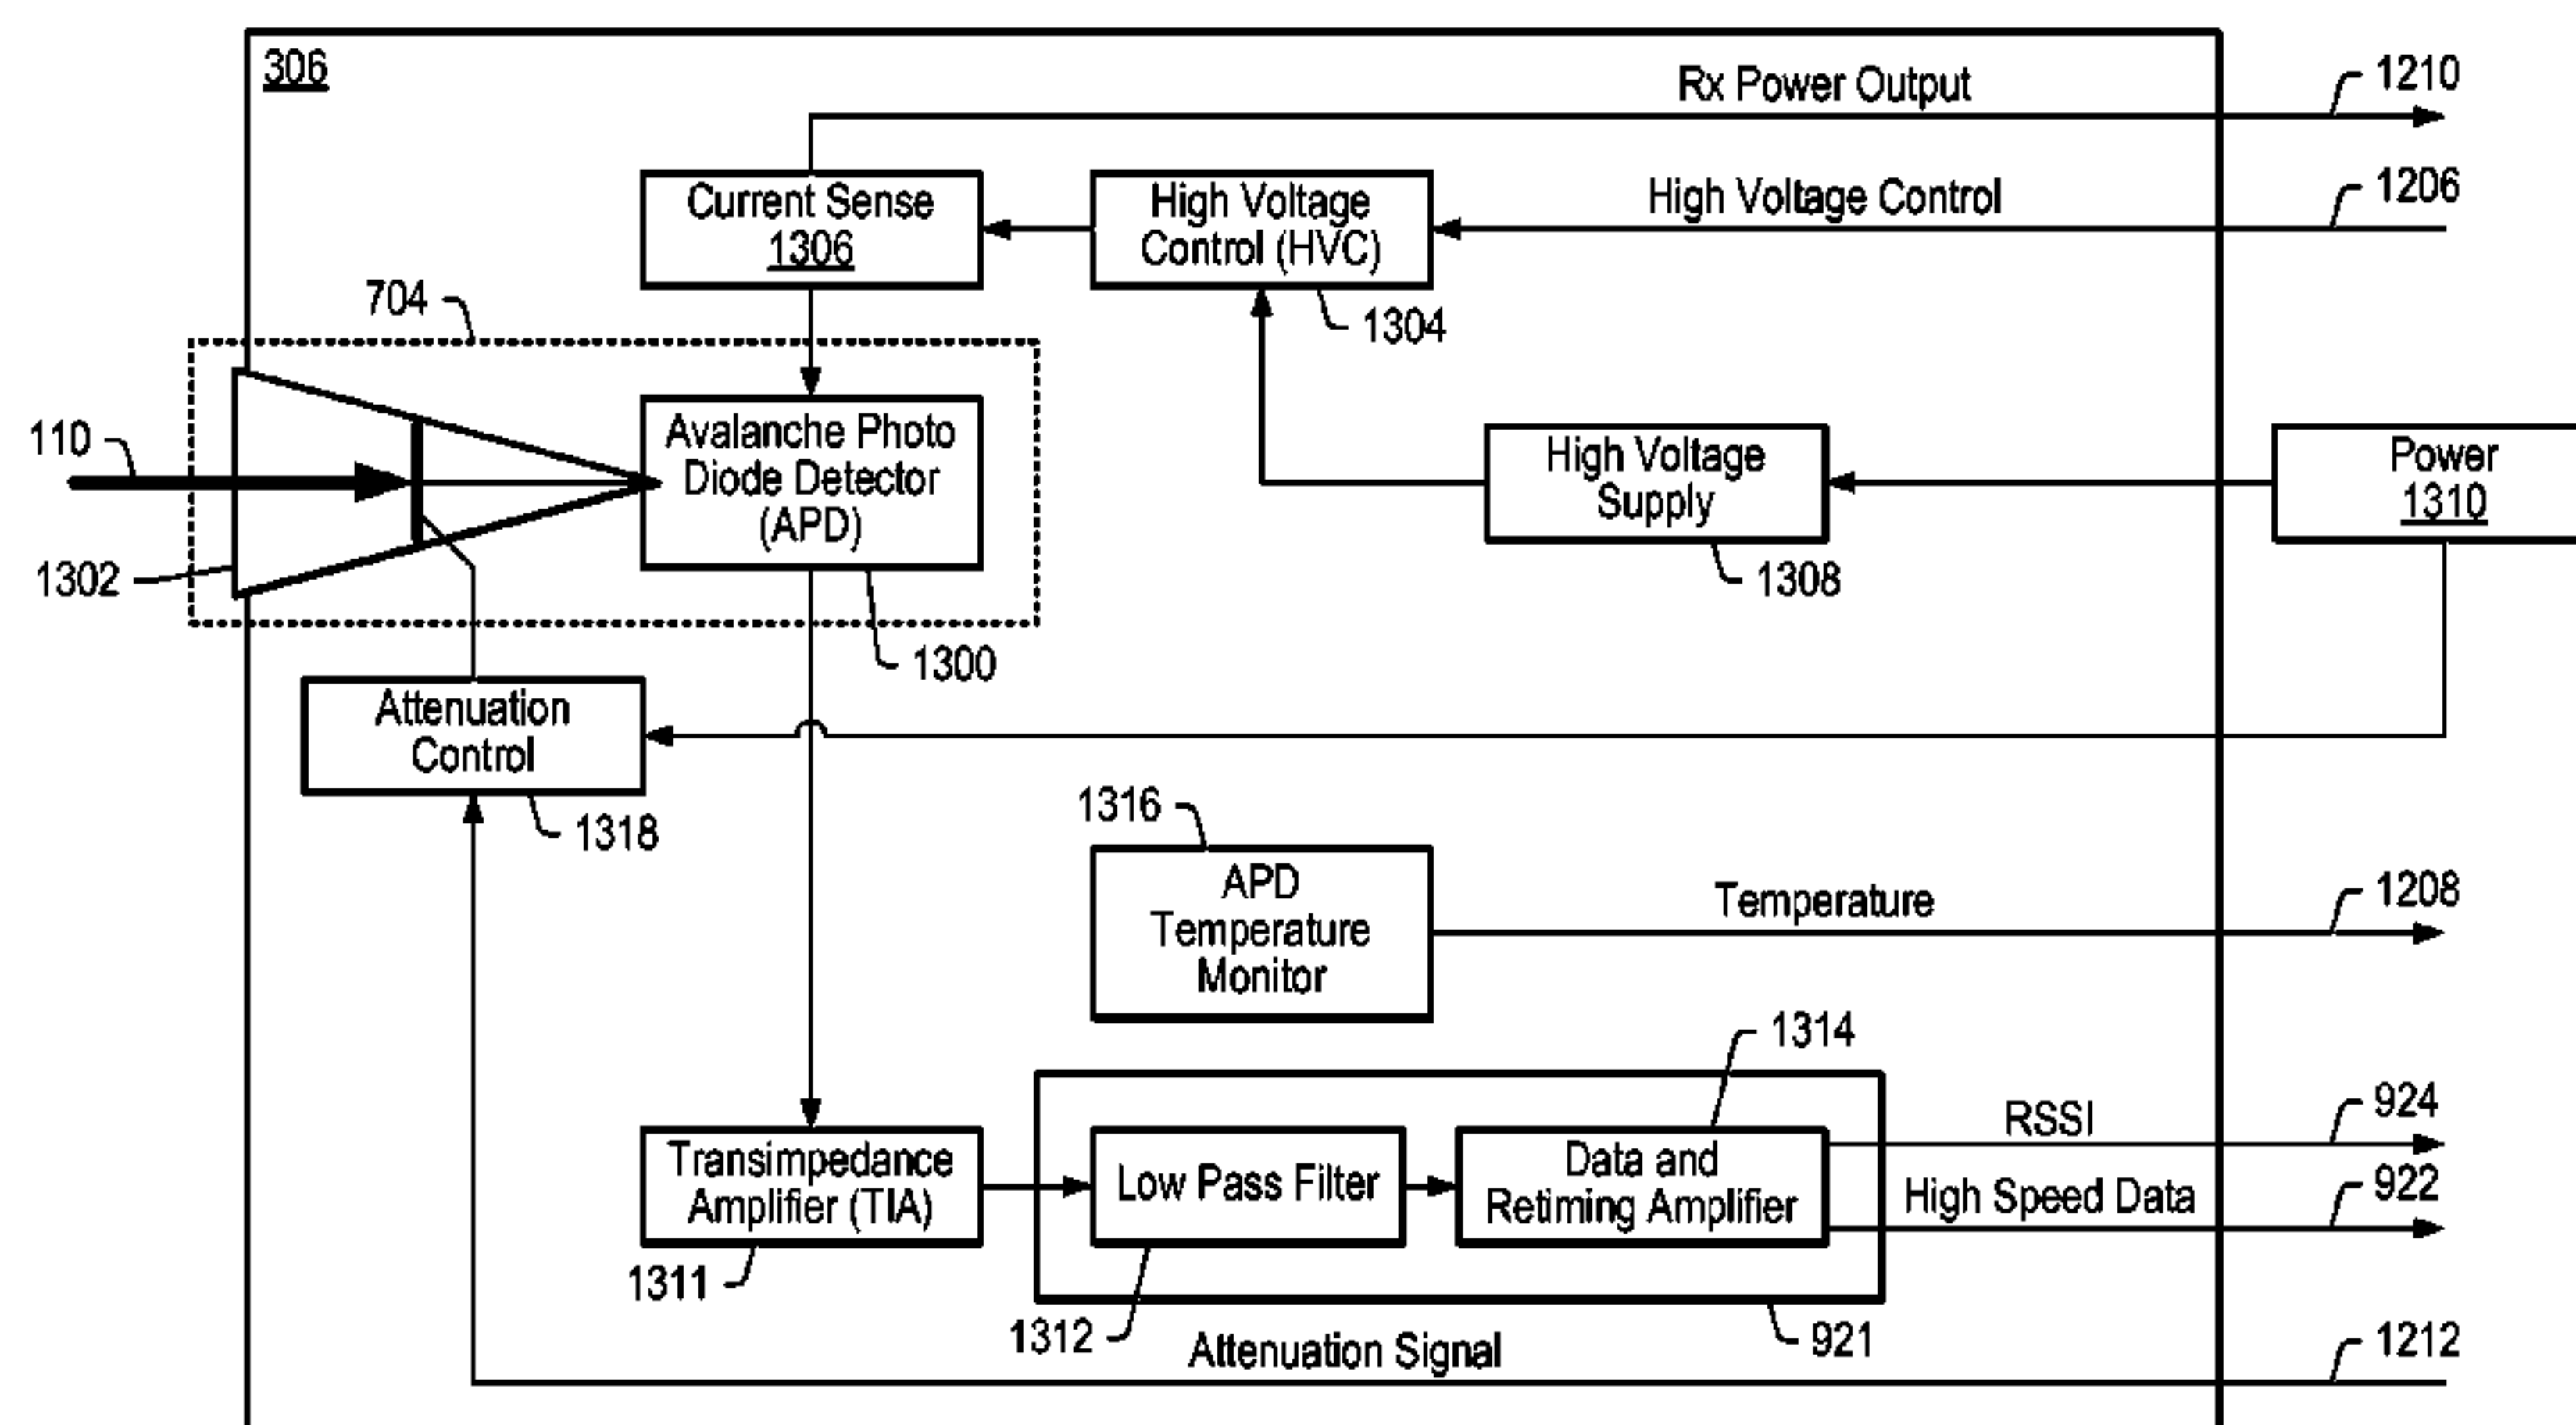 306
Rx Power Output
1210
Current Sense
1306
High Voltage
Control (HVC)
High Voltage Control
1206
704
1304
110
Avalanche Photo
Diode Detector
(APD)
High Voltage
Supply
Power
1310
1302
1308
1300
Attenuation
Control
1318
1316
APD
Temperature
Monitor
Temperature
1208
1314
Transimpedance
Amplifier (TIA)
Low Pass Filter
Data and
Retiming Amplifier
RSSI
924
High Speed Data
922
1311
1312
921
Attenuation Signal
1212